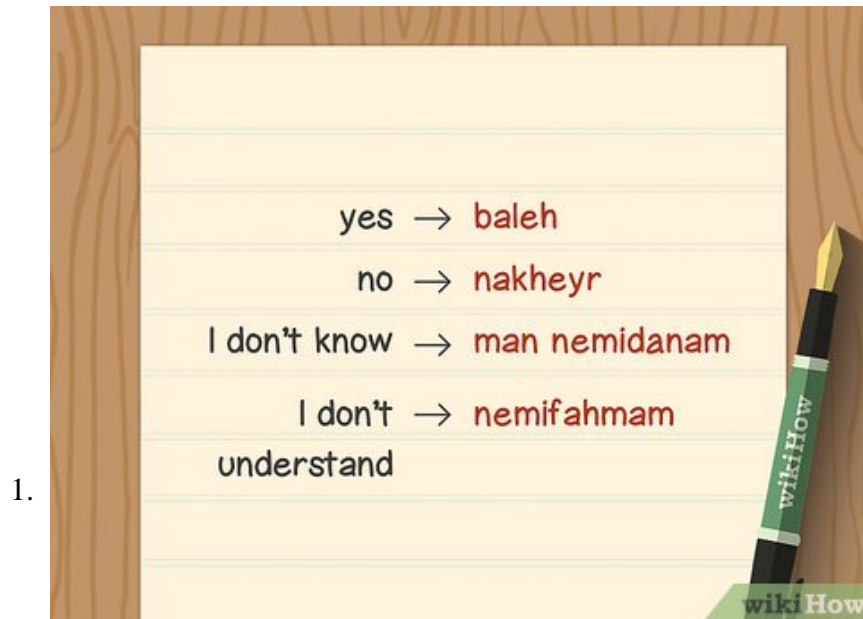 yes → baleh
no → nakheyr
I don't know → man nemidanam
I don't → nemifahmam
understand
1.
wikiHow
wikiHow